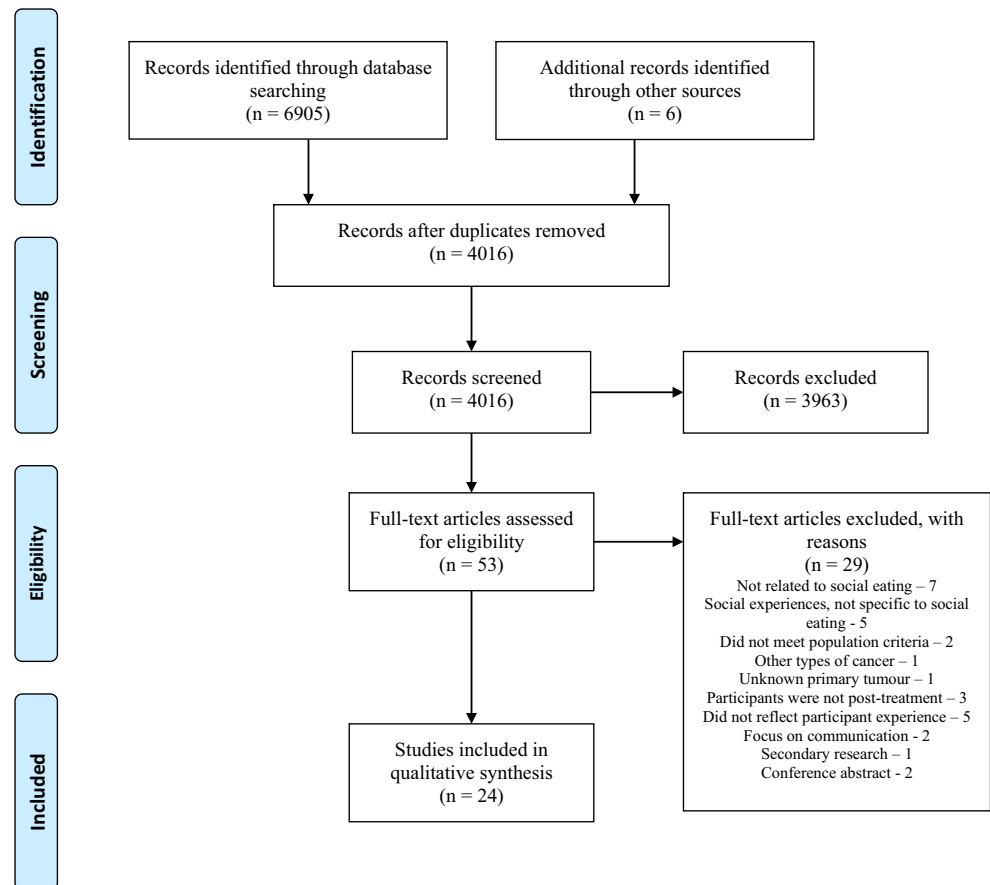 Identification
Records identified through database
searching
(n = 6905)
Additional records identified
through other sources
(n = 6)
Records after duplicates removed
(n = 4016)
Screening
Records screened
(n = 4016)
Records excluded
(n = 3963)
Eligibility
Full-text articles assessed
for eligibility
(n = 53)
Full-text articles excluded, with
reasons
(n = 29)
Not related to social eating – 7
Social experiences, not specific to social
eating - 5
Did not meet population criteria – 2
Other types of cancer – 1
Unknown primary tumour – 1
Participants were not post-treatment – 3
Did not reflect participant experience – 5
Focus on communication - 2
Secondary research – 1
Conference abstract - 2
Included
Studies included in
qualitative synthesis
(n = 24)